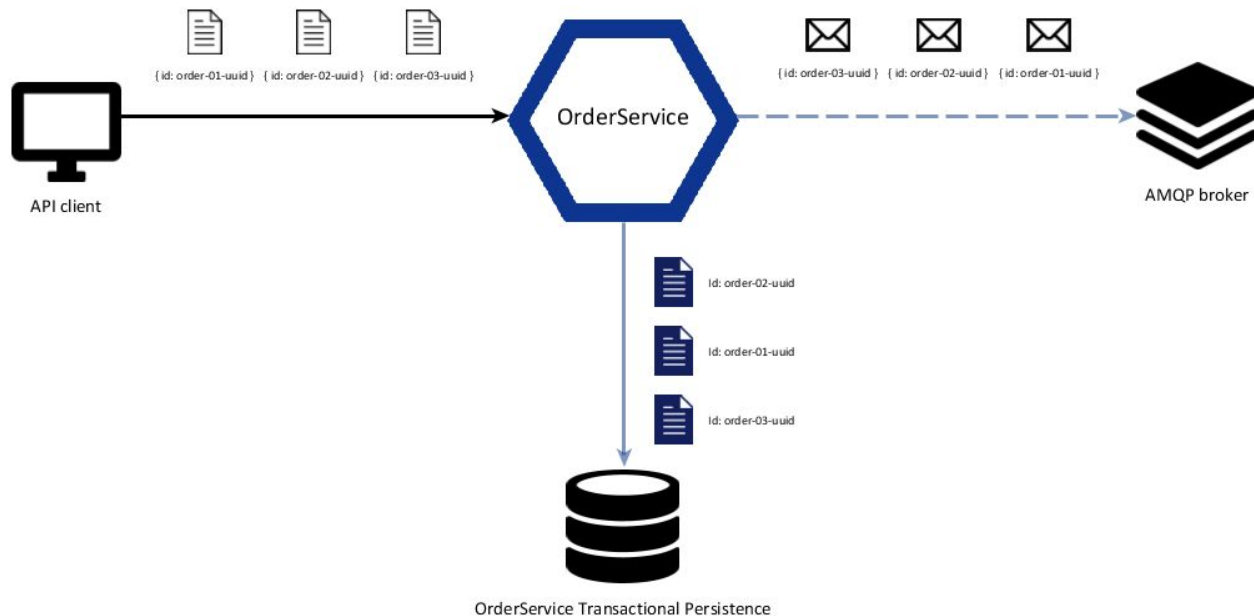 { id: order-01-uuid } { id: order-02-uuid } { id: order-03-uuid }
{ id: order-03-uuid } { id: order-02-uuid } { id: order-01-uuid }
OrderService
API client
AMQP broker
Id: order-02-uuid
Id: order-01-uuid
Id: order-03-uuid
OrderService Transactional Persistence